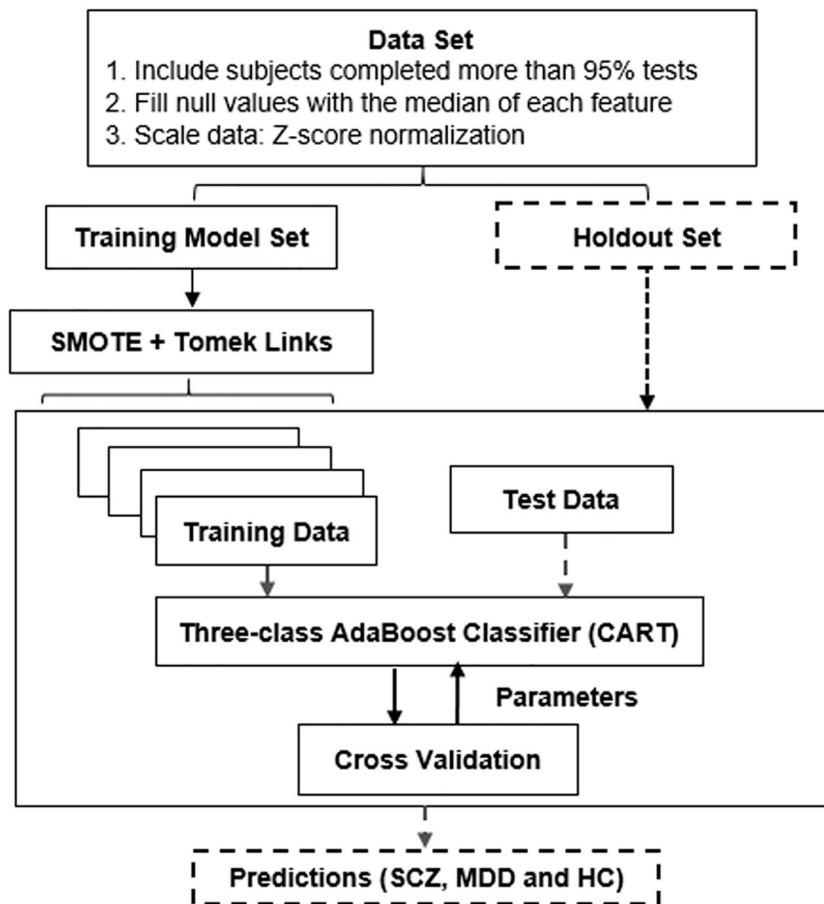 Data Set
1. Include subjects completed more than 95% tests
2. Fill null values with the median of each feature
3. Scale data: Z-score normalization
Training Model Set
Holdout Set
SMOTE + Tomek Links
Training Data
Test Data
Three-class AdaBoost Classifier (CART)
Parameters
Cross Validation
Predictions (SCZ, MDD and HC)